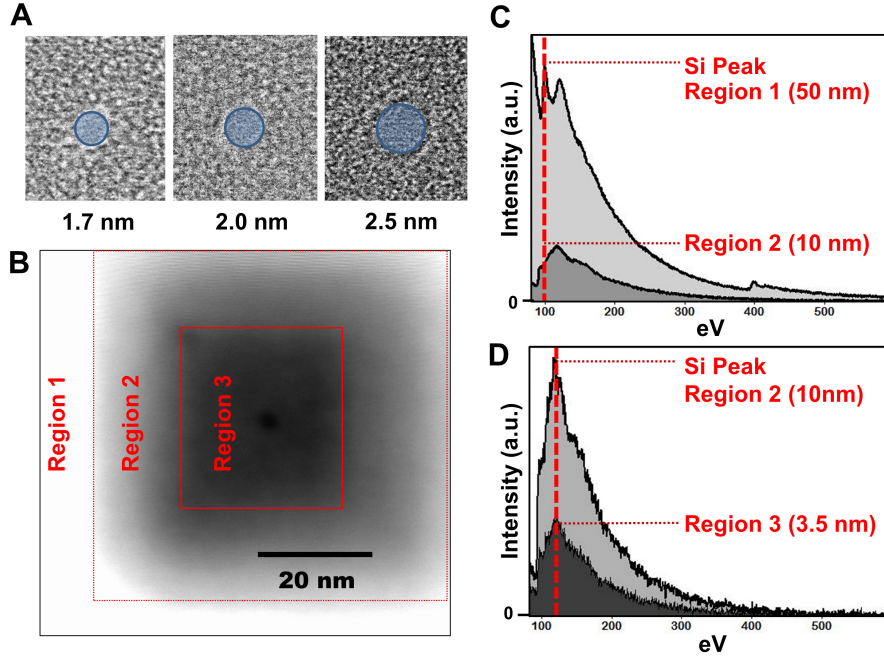 A
1.7 nm
2.0 nm
2.5 nm
B
Region 1
Region 2
Region 3
20 nm
C
Intensity (a.u.)
Si Peak
Region 1 (50 nm)
Region 2 (10 nm)
0
100
200
300
400
500
eV
D
Intensity (a.u.)
Si Peak
Region 2 (10nm)
Region 3 (3.5 nm)
0
100
200
300
400
500
eV